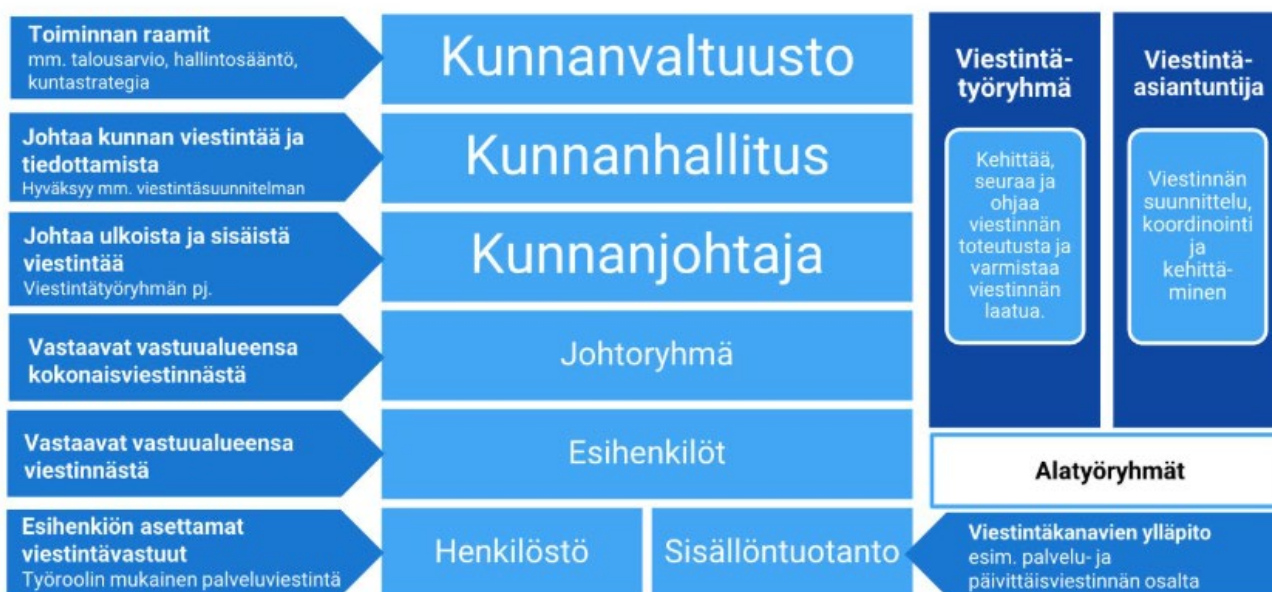 Toiminnan raamit
mm. talousarvio, hallintosääntö,
kuntastrategia
Kunnanvaltuusto
Johtaa kunnan viestintää ja
tiedottamista
Hyväksyy mm. viestintäsuunnitelman
Kunnanhallitus
Johtaa ulkoista ja sisäistä
viestintää
Viestintätyöryhmän pj.
Kunnanjohtaja
Vastaavat vastuualueensa
kokonaisviestinnästä
Johtoryhmä
Vastaavat vastuualueensa
viestinnästä
Esihenkilöt
Esihenkiön asettamat
viestintävastuut
Työroolin mukainen palveluviestintä
Henkilöstö
Sisällöntuotanto
Viestintä-
työryhmä
Kehittää,
seuraa ja
ohjaa
viestinnän
toteutusta ja
varmistaa
viestinnän
laatua.
Viestintä-
asiantuntija
Viestinnän
suunnittelu,
koordinointi
ja
kehittä-
minen
Alatyöryhmät
Viestintäkanavien ylläpito
esim. palvelu- ja
päivittäisviestinnän osalta